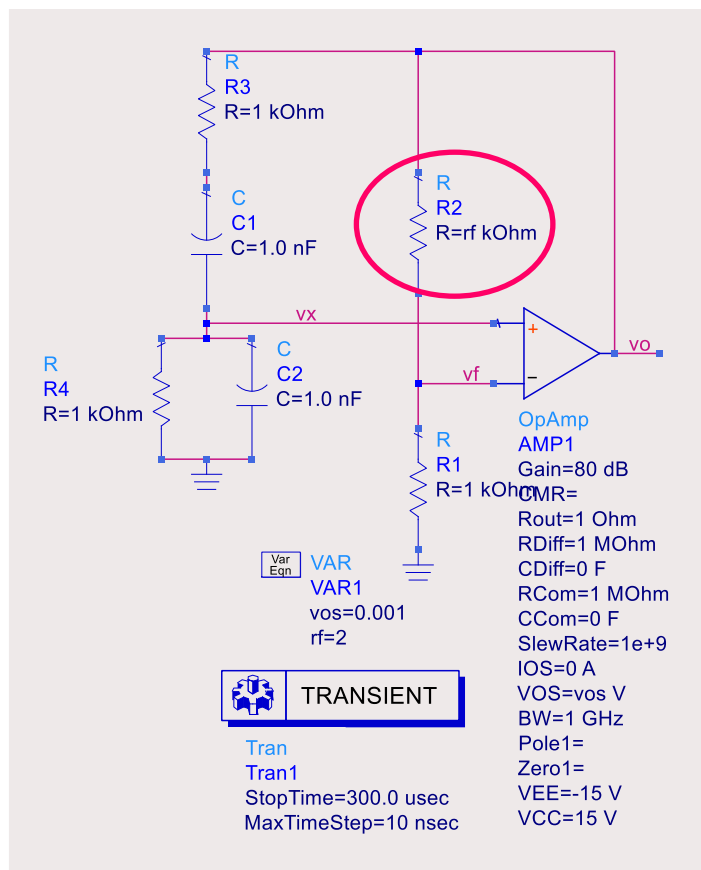 R
R3
R=1 kOhm
C
C1
C=1.0 nF
R
R2
R=rf kOhm
vx
+
vo
R
R4
R=1 kOhm
C
C2
C=1.0 nF
vf
−
R
R1
R=1 kOhm
OpAmp
AMP1
Gain=80 dB
CMR=
Rout=1 Ohm
RDiff=1 MOhm
CDiff=0 F
RCom=1 MOhm
CCom=0 F
SlewRate=1e+9
IOS=0 A
VOS=vos V
BW=1 GHz
Pole1=
Zero1=
VEE=-15 V
VCC=15 V
Var
Eqn
VAR
VAR1
vos=0.001
rf=2
TRANSIENT
Tran
Tran1
StopTime=300.0 usec
MaxTimeStep=10 nsec